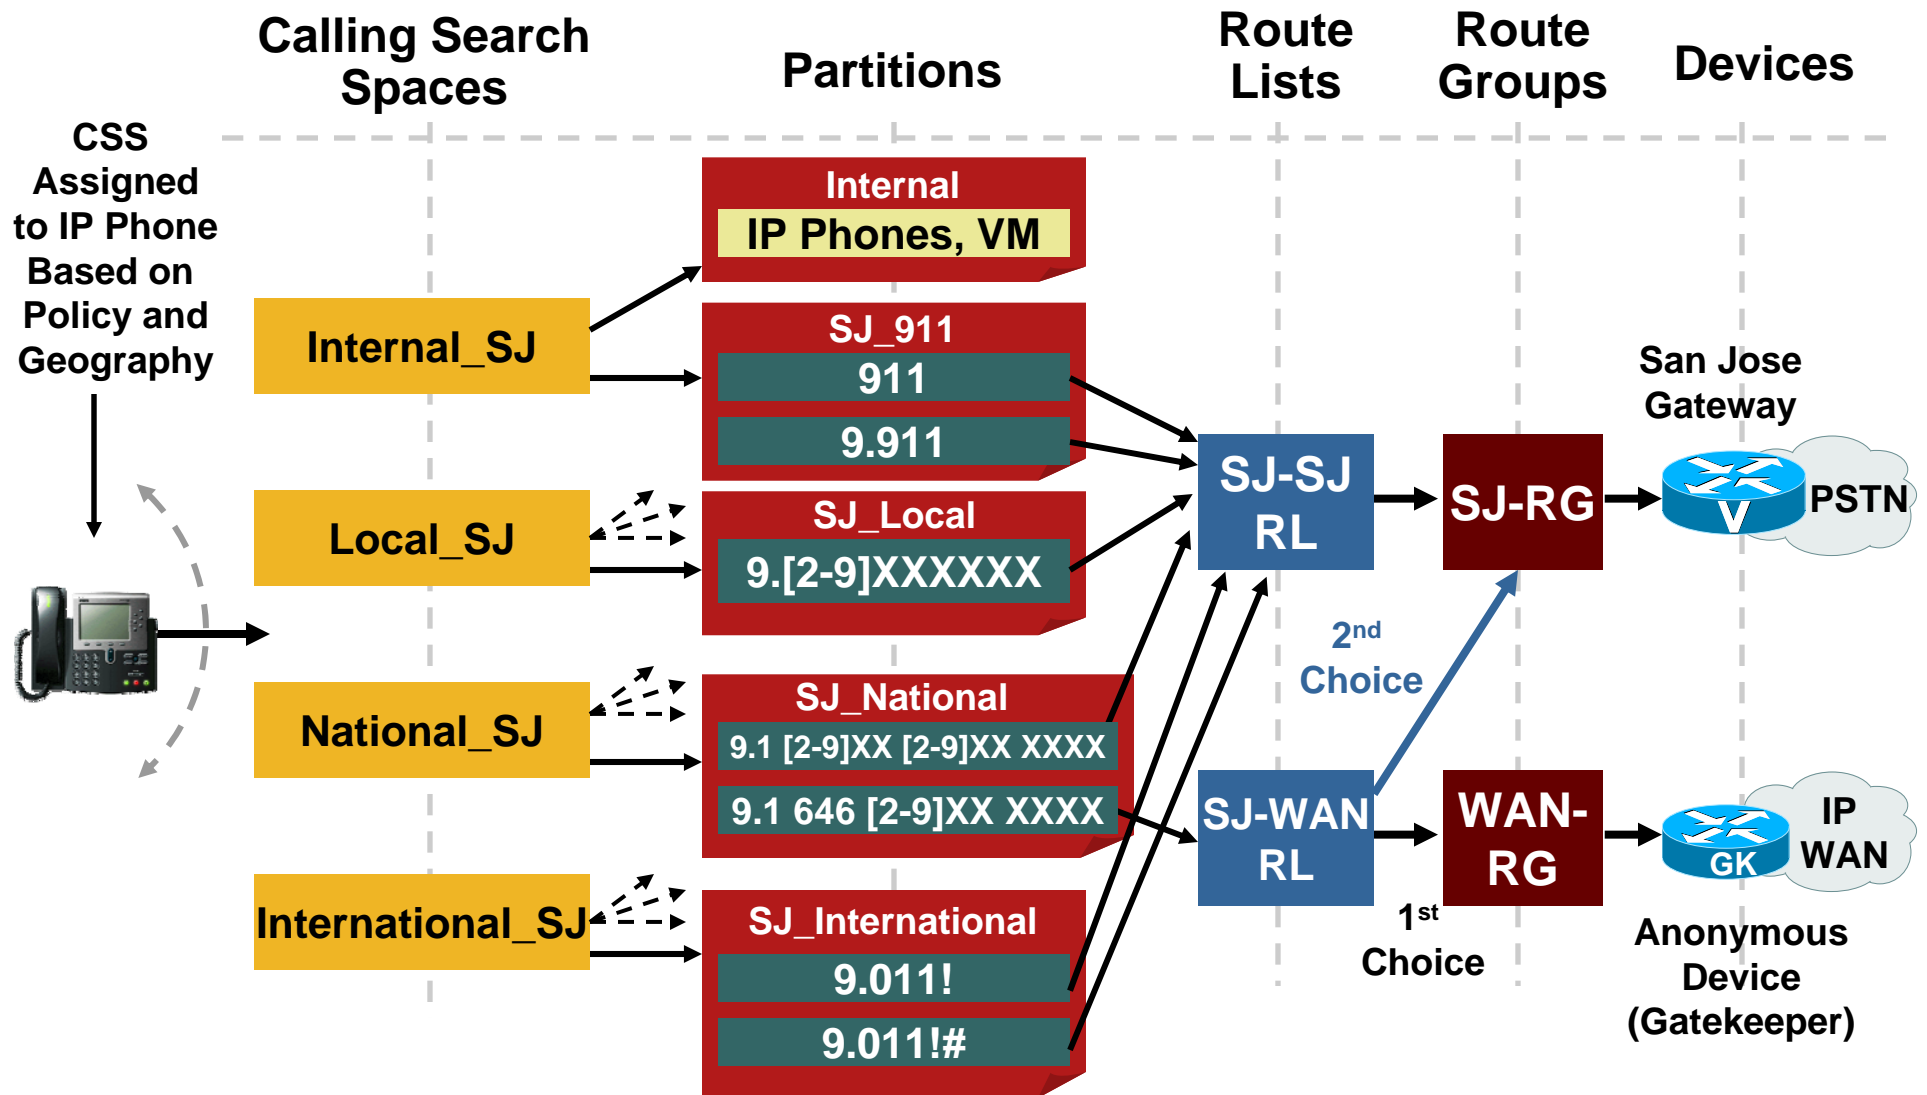 Calling Search
Spaces
Partitions
Route
Lists
Route
Groups
Devices
CSS
Assigned
to IP Phone
Based on
Policy and
Geography
Internal_SJ
Local_SJ
National_SJ
International_SJ
Internal
IP Phones, VM
SJ_911
911
9.911
SJ_Local
9.[2-9]XXXXXX
SJ_National
9.1 [2-9]XX [2-9]XX XXXX
9.1 646 [2-9]XX XXXX
SJ_International
9.011!
9.011!#
SJ-SJ
RL
SJ-WAN
RL
2nd
Choice
1st
Choice
SJ-RG
WAN-
RG
San Jose
Gateway
V
PSTN
GK
IP
WAN
Anonymous
Device
(Gatekeeper)